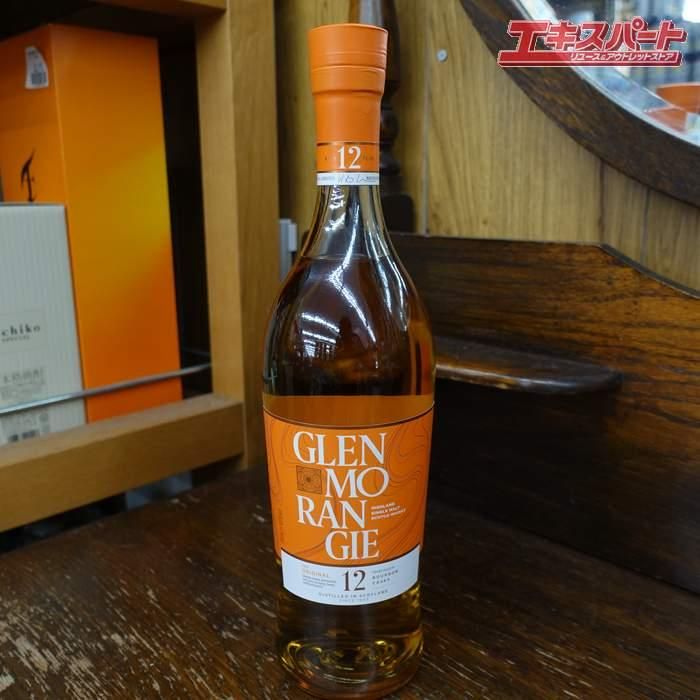 エキスパート
リユース&アウトレットストア
12
chiko
SPECIAL
GLEN
MO
RAN
GIE
HIGHLAND
SINGLE MALT
SCOTCH WHISKY
ORIGINAL
12
BOURBON
CASKS
DISTILLED IN SCOTLAND